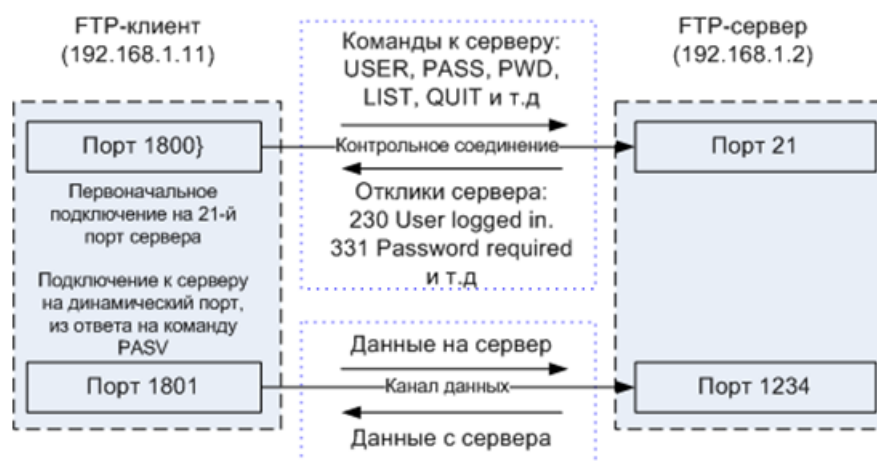 FTP-клиент
(192.168.1.11)
Команды к серверу:
USER, PASS, PWD,
LIST, QUIT и т.д
FTP-сервер
(192.168.1.2)
Порт 1800}
Контрольное соединение
Порт 21
Первоначальное
подключение на 21-й
порт сервера
Отклики сервера:
230 User logged in.
331 Password required
и т.д
Подключение к серверу
на динамический порт,
из ответа на команду
PASV
Данные на сервер
Порт 1801
Канал данных
Порт 1234
Данные с сервера